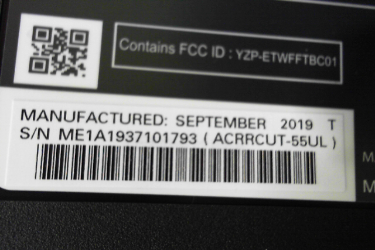 Contains FCC ID : YZP-ETWFFTBC01
MANUFACTURED: SEPTEMBER 2019 T
S/N ME1A1937101793 ( ACRRCUT-55UL )
M
M